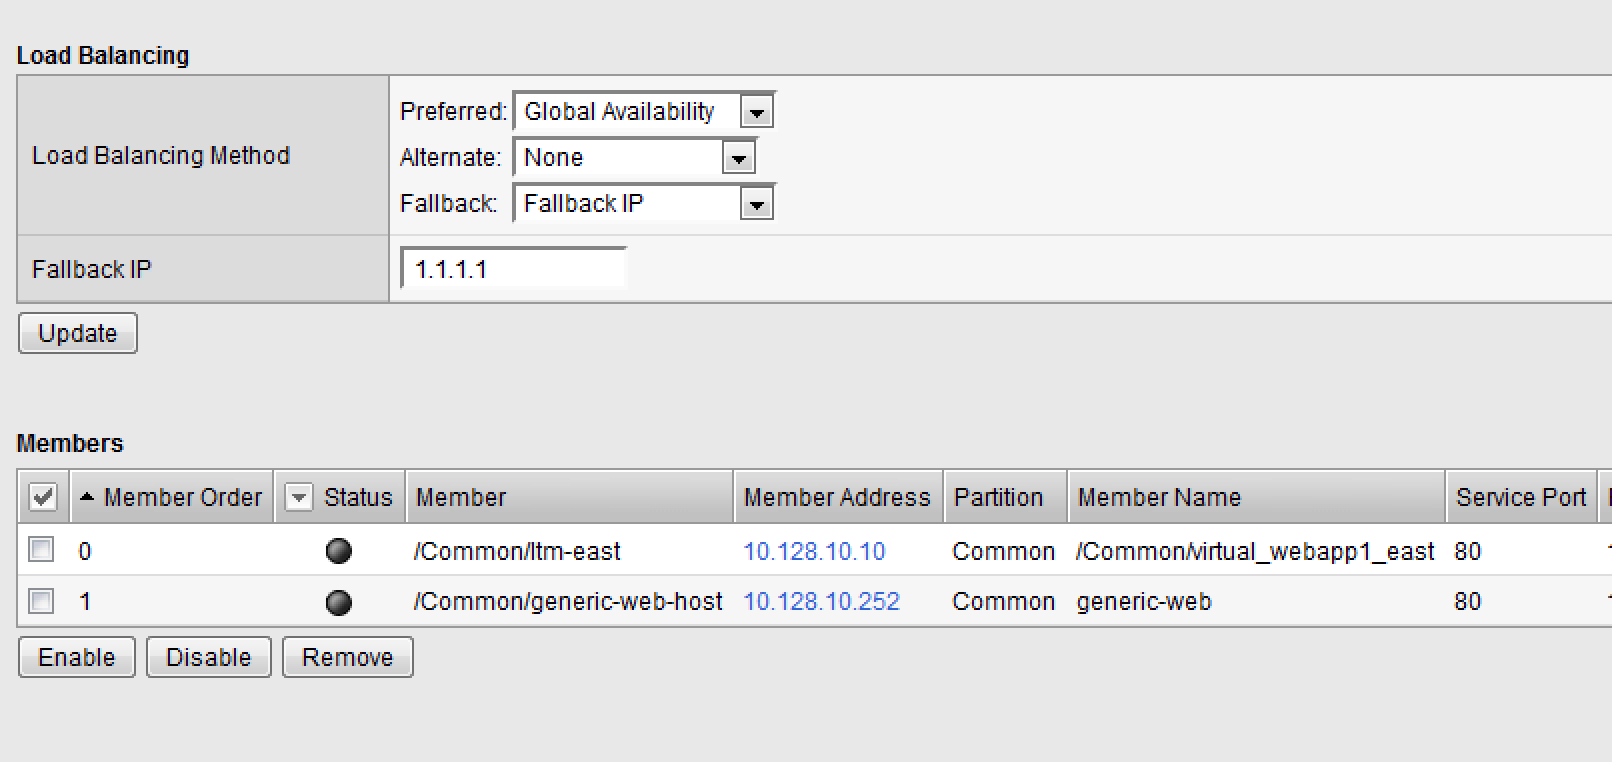 Load Balancing
Load Balancing Method
Preferred: Global Availability
Alternate: None
Fallback: Fallback IP
Fallback IP 1.1.1.1
Update
Members
Member Order Status Member Member Address Partition Member Name Service Port
0 /Common/ltm-east 10.128.10.10 Common /Common/virtual_webapp1_east 80
1 /Common/generic-web-host 10.128.10.252 Common generic-web 80
Enable Disable Remove